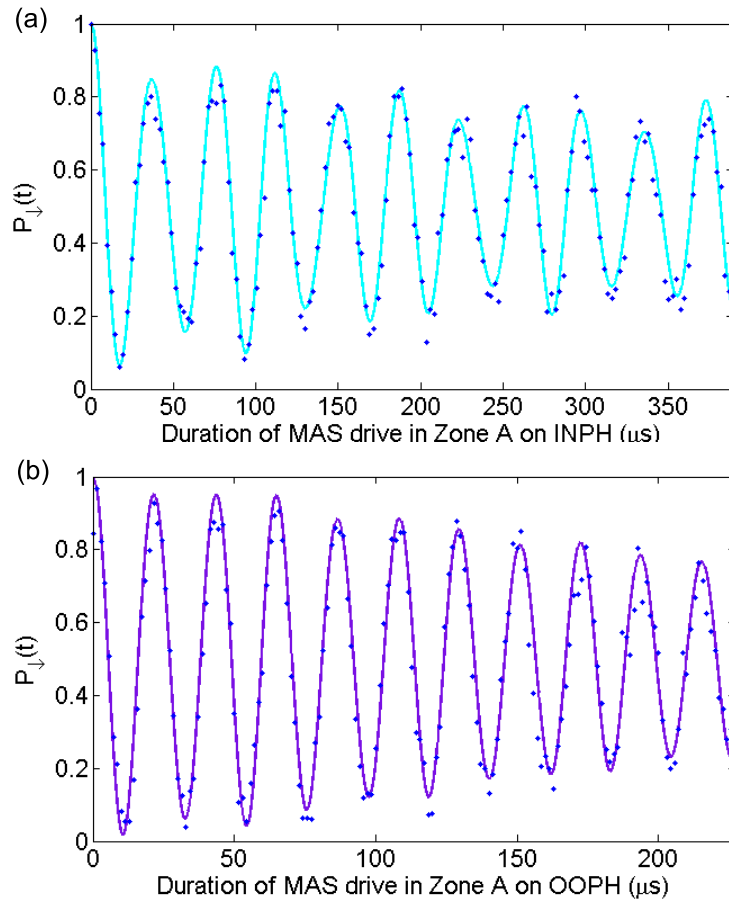 (a)
1
0.8
0.6
0.4
0.2
0
P↓(t)
0 50 100 150 200 250 300 350
Duration of MAS drive in Zone A on INPH (μs)
(b)
1
0.8
0.6
0.4
0.2
0
P↓(t)
0 50 100 150 200
Duration of MAS drive in Zone A on OOPH (μs)